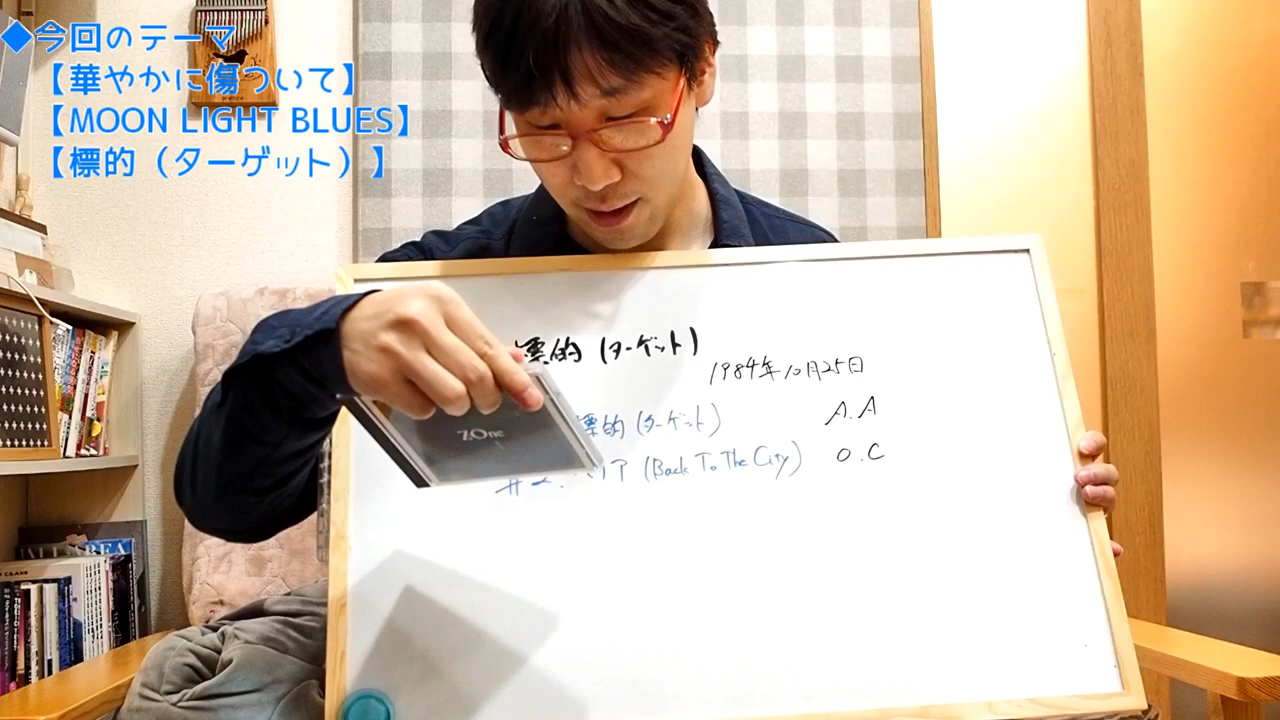 ◆今回のテーマ
【華やかに傷ついて】
【MOON LIGHT BLUES】
【標的（ターゲット）】
標的 (ターゲット)
1984年10月25日
標的 (ターゲット) A.A
(Back To The City) O.C